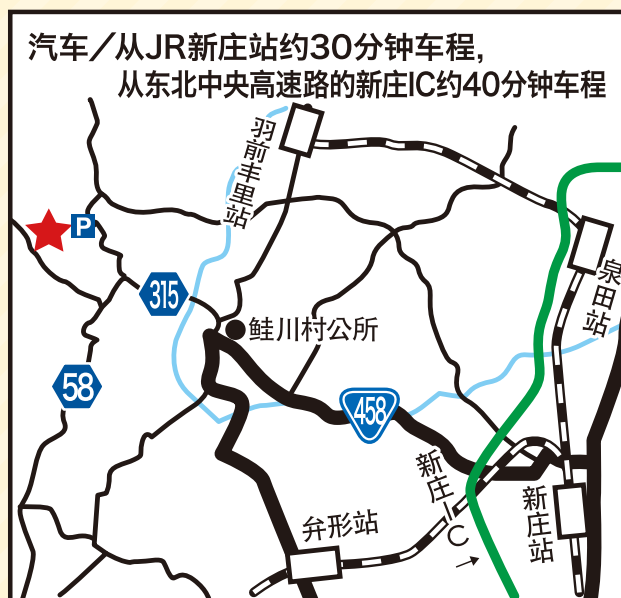 汽车／从JR新庄站约30分钟车程，
从东北中央高速路的新庄IC约40分钟车程
羽前丰里站
P
泉田站
315
鲑川村公所
58
458
新庄IC
新庄站
弁形站